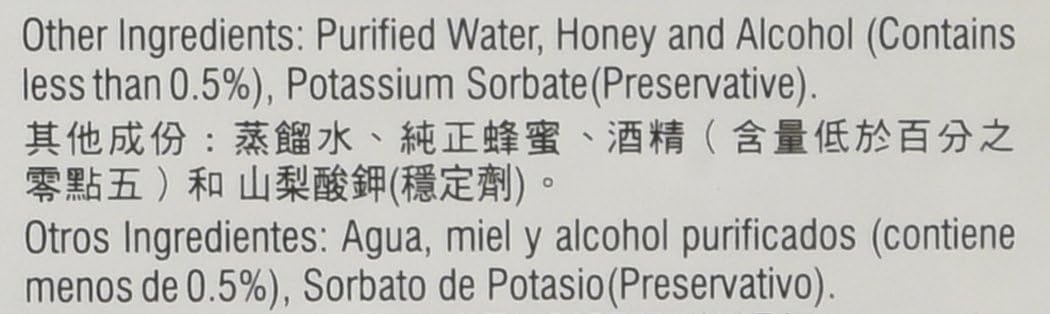 Other Ingredients: Purified Water, Honey and Alcohol (Contains
less than 0.5%), Potassium Sorbate(Preservative).
其他成份：蒸餾水、純正蜂蜜、酒精（含量低於百分之
零點五）和 山梨酸鉀(穩定劑)。
Otros Ingredientes: Agua, miel y alcohol purificados (contiene
menos de 0.5%), Sorbato de Potasio(Preservativo).